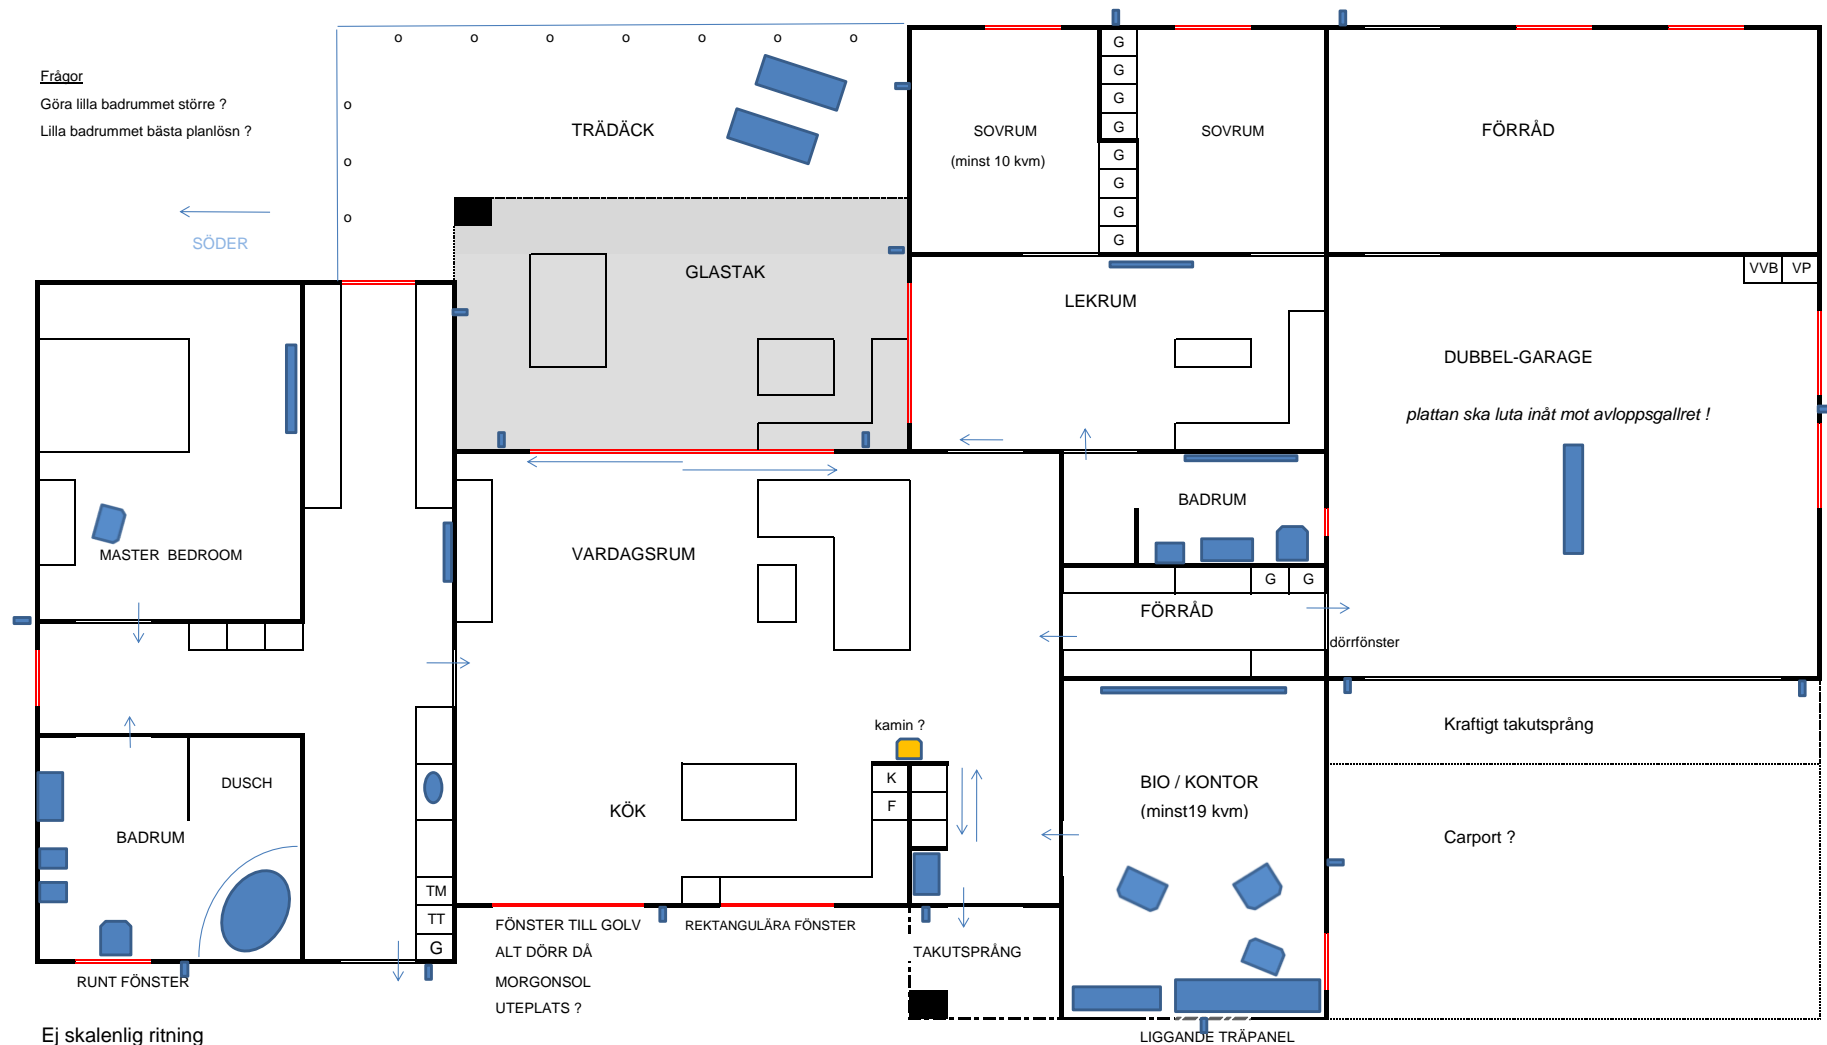 Frågor
Göra lilla badrummet större ?
Lilla badrummet bästa planlösn ?
SÖDER
o o o o o o o
o
o
o
TRÄDÄCK
GLASTAK
SOVRUM
(minst 10 kvm)
G
G
G
G
G
G
G
G
SOVRUM
FÖRRÅD
LEKRUM
VVB VP
DUBBEL-GARAGE
plattan ska luta inåt mot avloppsgallret !
MASTER BEDROOM
VARDAGSRUM
BADRUM
G G
FÖRRÅD
dörrfönster
kamin ?
K
F
KÖK
BIO / KONTOR
(minst19 kvm)
Kraftigt takutsprång
Carport ?
DUSCH
BADRUM
TM
TT
G
RUNT FÖNSTER
FÖNSTER TILL GOLV
ALT DÖRR DÅ
MORGONSOL
UTEPLATS ?
REKTANGULÄRA FÖNSTER
TAKUTSPRÅNG
LIGGANDE TRÄPANEL
Ej skalenlig ritning